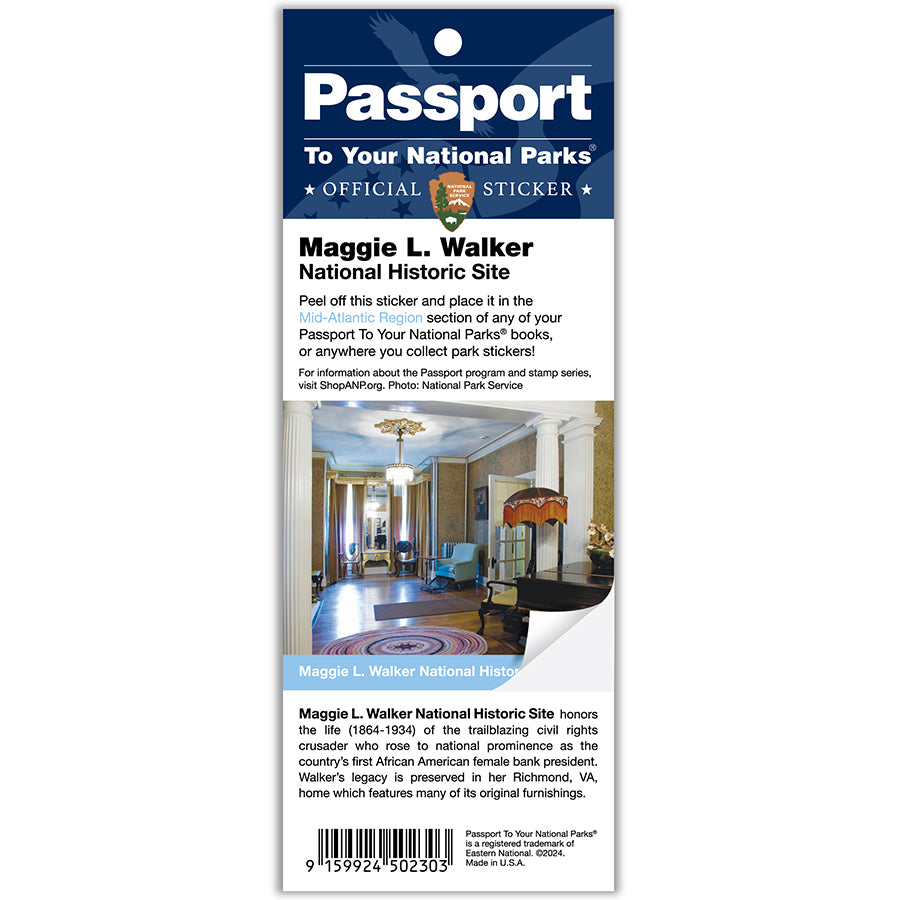 Passport
To Your National Parks®
★ OFFICIAL STICKER ★
NATIONAL
PARK
SERVICE
Maggie L. Walker
National Historic Site
Peel off this sticker and place it in the
Mid-Atlantic Region section of any of your
Passport To Your National Parks® books,
or anywhere you collect park stickers!
For information about the Passport program and stamp series,
visit ShopANP.org. Photo: National Park Service
Maggie L. Walker National Histor
Maggie L. Walker National Historic Site honors
the life (1864-1934) of the trailblazing civil rights
crusader who rose to national prominence as the
country's first African American female bank president.
Walker's legacy is preserved in her Richmond, VA,
home which features many of its original furnishings.
9 159924 502303
Passport To Your National Parks®
is a registered trademark of
Eastern National. ©2024.
Made in U.S.A.